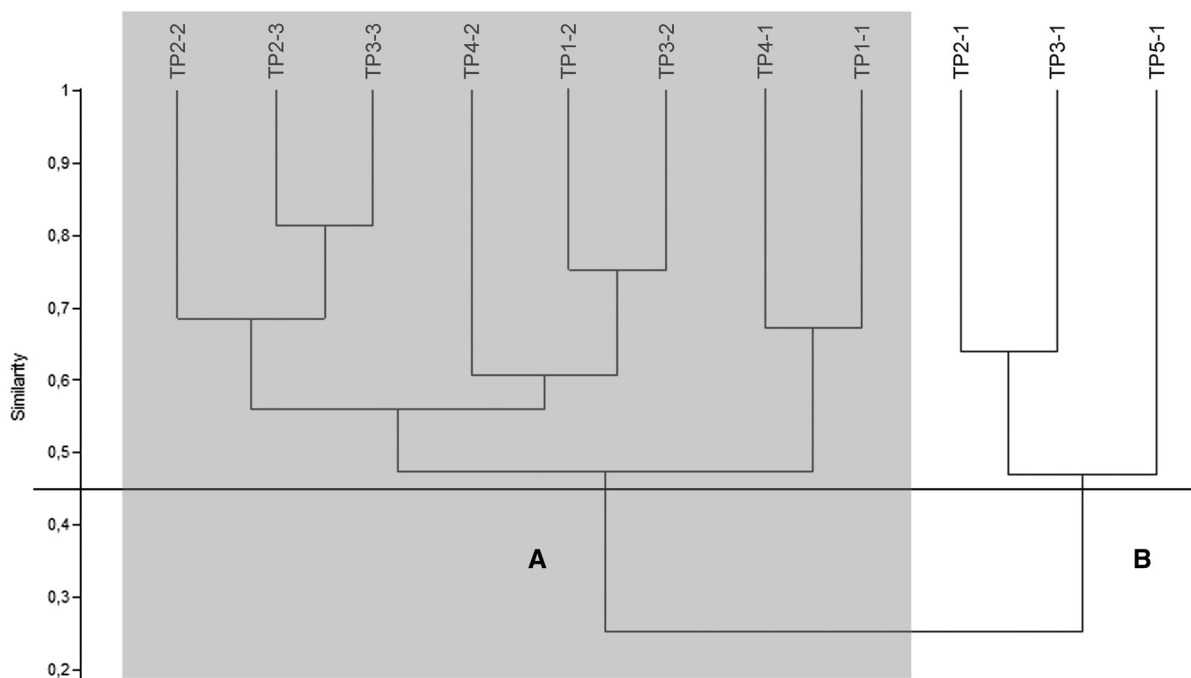 TP2-2
TP2-3
TP3-3
TP4-2
TP1-2
TP3-2
TP4-1
TP1-1
TP2-1
TP3-1
TP5-1
1
0,9
0,8
0,7
0,6
0,5
0,4
0,3
0,2
Similarity
A
B